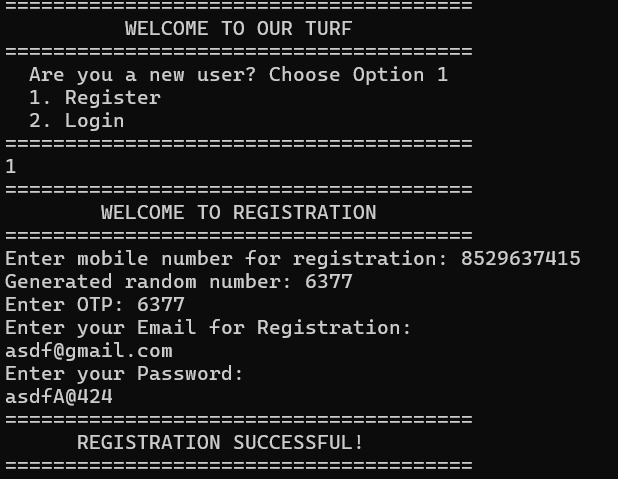 =======================================
WELCOME TO OUR TURF
=======================================
Are you a new user? Choose Option 1
1. Register
2. Login
=======================================
1
=======================================
WELCOME TO REGISTRATION
=======================================
Enter mobile number for registration: 8529637415
Generated random number: 6377
Enter OTP: 6377
Enter your Email for Registration:
asdf@gmail.com
Enter your Password:
asdfA@424
=======================================
REGISTRATION SUCCESSFUL!
=======================================